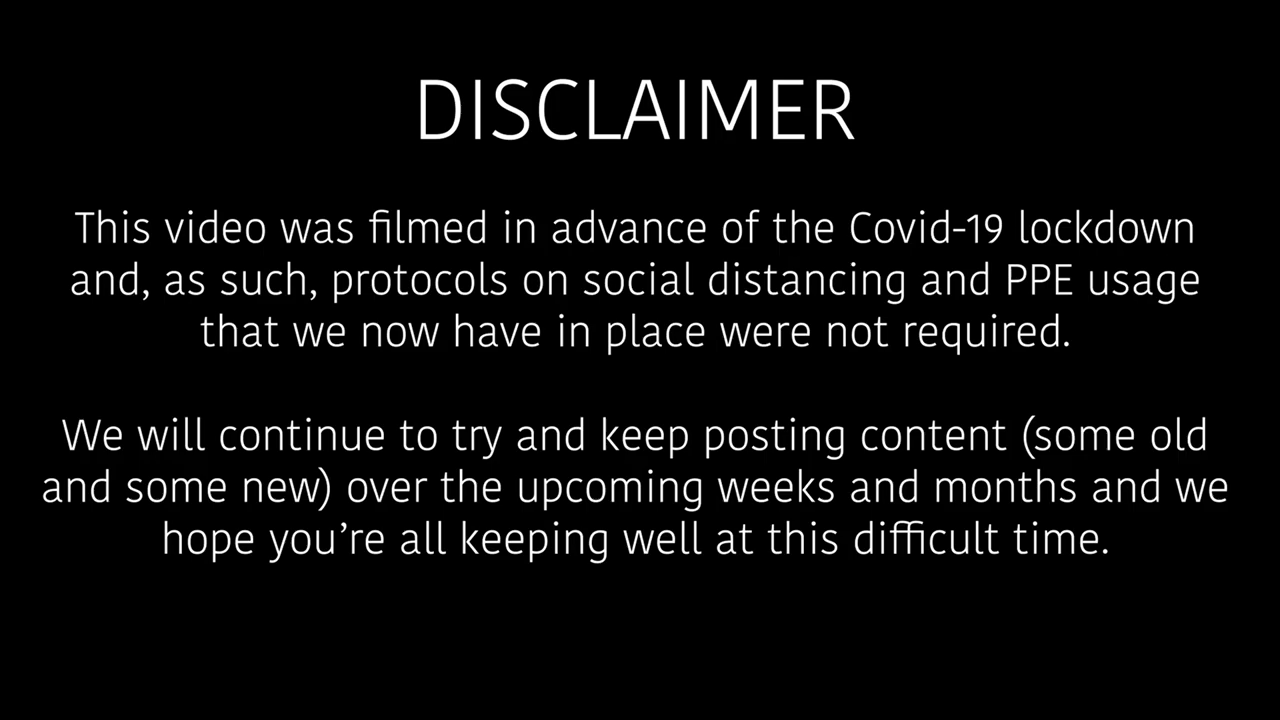 DISCLAIMER
This video was filmed in advance of the Covid-19 lockdown
and, as such, protocols on social distancing and PPE usage
that we now have in place were not required.
We will continue to try and keep posting content (some old
and some new) over the upcoming weeks and months and we
hope you’re all keeping well at this difficult time.